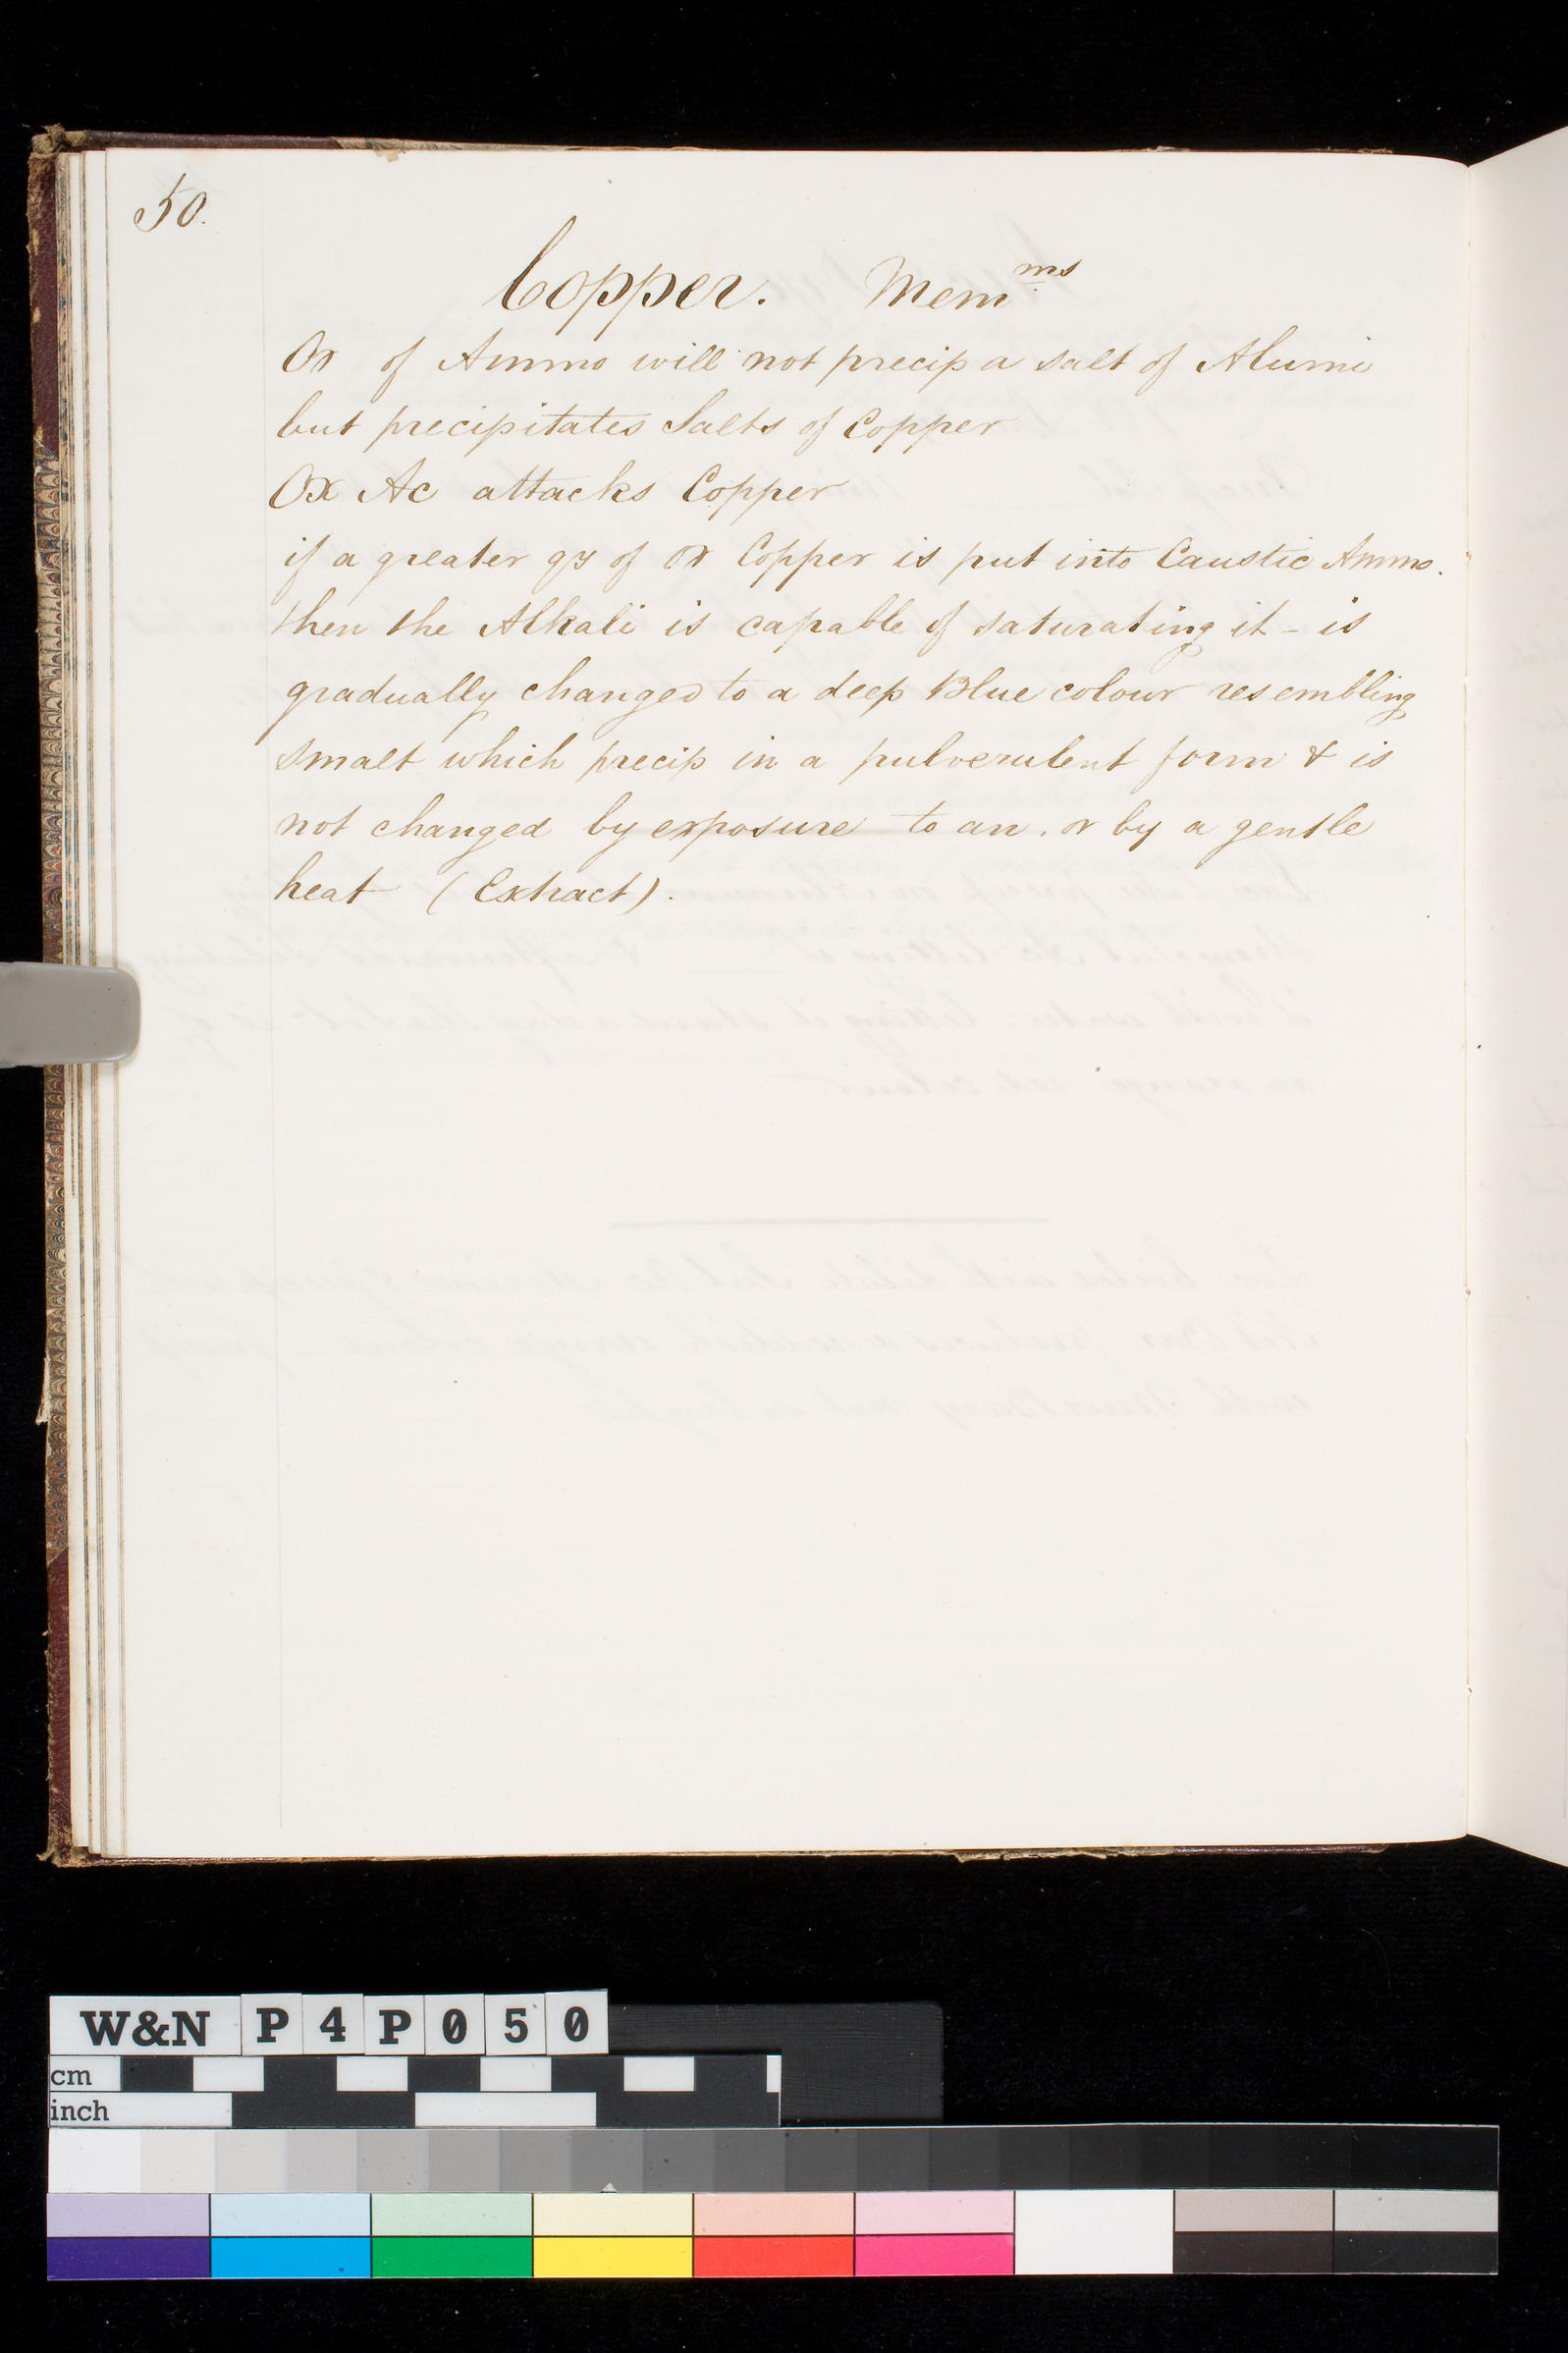 50.
Copper. Mem.ms
Ox of Ammo will not precip a salt of Alumi
but precipitates Salts of Copper
Ox Ac attacks Copper
if a greater qy of Ox Copper is put into Caustic Ammo.
then the Alkali is capable of saturating it - is
gradually changed to a deep Blue colour resembling
smalt which precip in a pulverulent form & is
not changed by exposure to air. or by a gentle
heat (Extract).
W&N P4P050
cm
inch